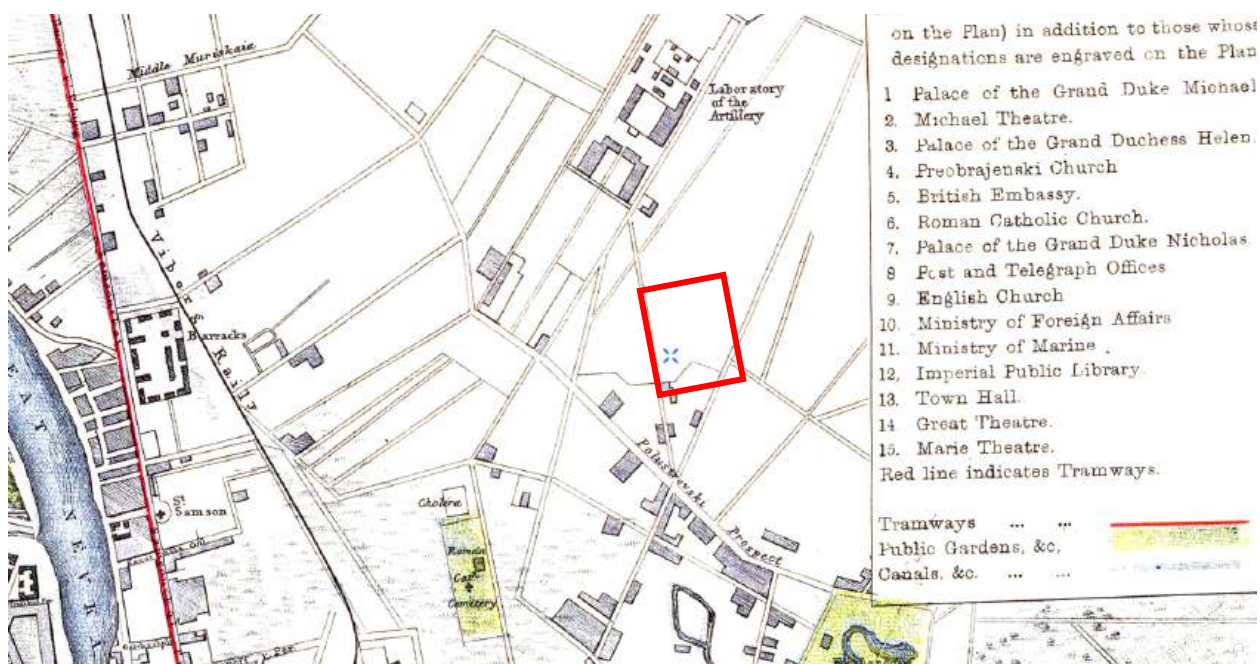 on the Plan) in addition to those whose
designations are engraved on the Plan
1 Palace of the Grand Duke Michael
2. Michael Theatre.
3. Palace of the Grand Duchess Helen.
4. Preobrajenski Church
5. British Embassy.
6. Roman Catholic Church.
7. Palace of the Grand Duke Nicholas
8 Post and Telegraph Offices
9. English Church
10. Ministry of Foreign Affairs
11. Ministry of Marine.
12, Imperial Public Library.
13. Town Hall.
14. Great Theatre.
15. Marie Theatre.
Red line indicates Tramways.
Tramways ... ...
Public Gardens, &c,
Canals, &c. ... ...
Middle Muriskaia
Laboratory
of the
Artillery
Viborg Railly
Barracks
St
Samson
Cholera
Roman
Cath
Cemetery
Polustrovski Prospect
EAT NEVA